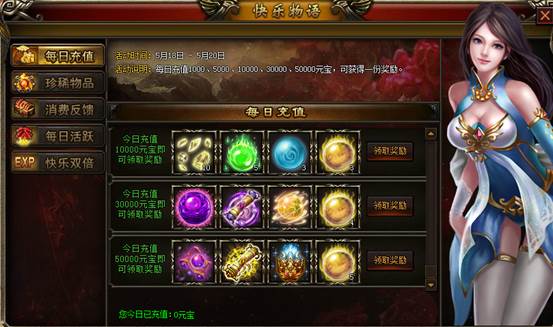 快乐物语
每日充值
珍稀物品
消费反馈
每日活跃
EXP 快乐双倍
活动时间：5月18日 - 5月20日
活动说明：每日充值1000、5000、10000、30000、50000元宝，可获得一份奖励。
每日充值
今日充值
10000元宝即
可领取奖励
领取奖励
今日充值
30000元宝即
可领取奖励
领取奖励
今日充值
50000元宝即
可领取奖励
领取奖励
您今日已充值：0元宝